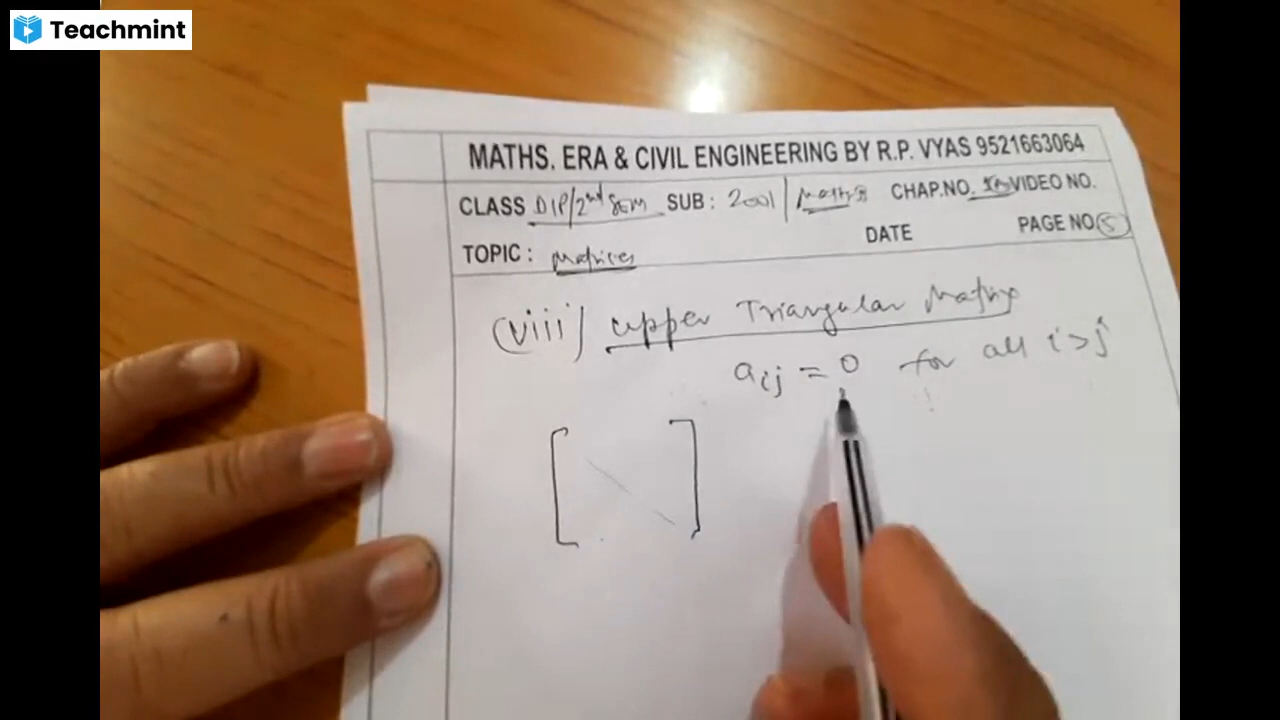 Teachmint
MATHS. ERA & CIVIL ENGINEERING BY R.P. VYAS 9521663064
CLASS DIP/2nd SEM SUB : 2001 / Maths CHAP.NO. VIDEO NO.
DATE PAGE NO. 5
TOPIC : Matrices
(viii) Upper Triangular Matrix
aij = 0 for all i>j